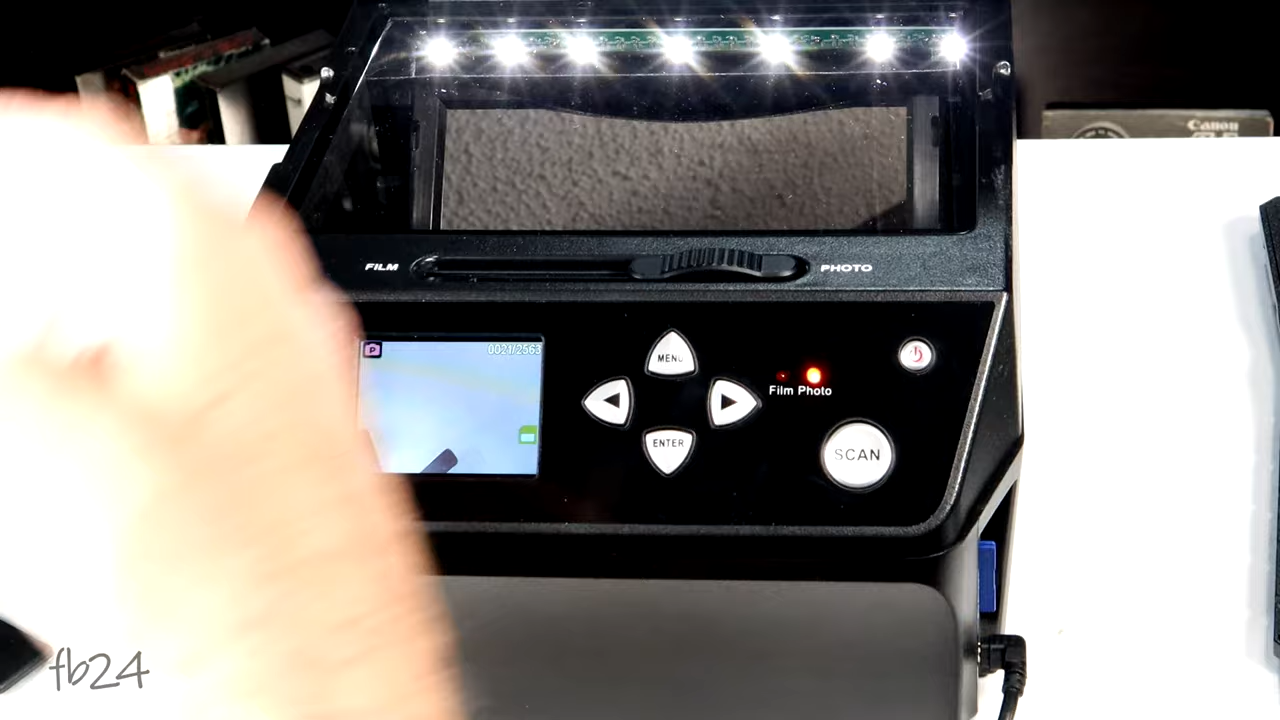 Canon
FILM
PHOTO
P
0021/2563
MENU
Film Photo
ENTER
SCAN
fb24